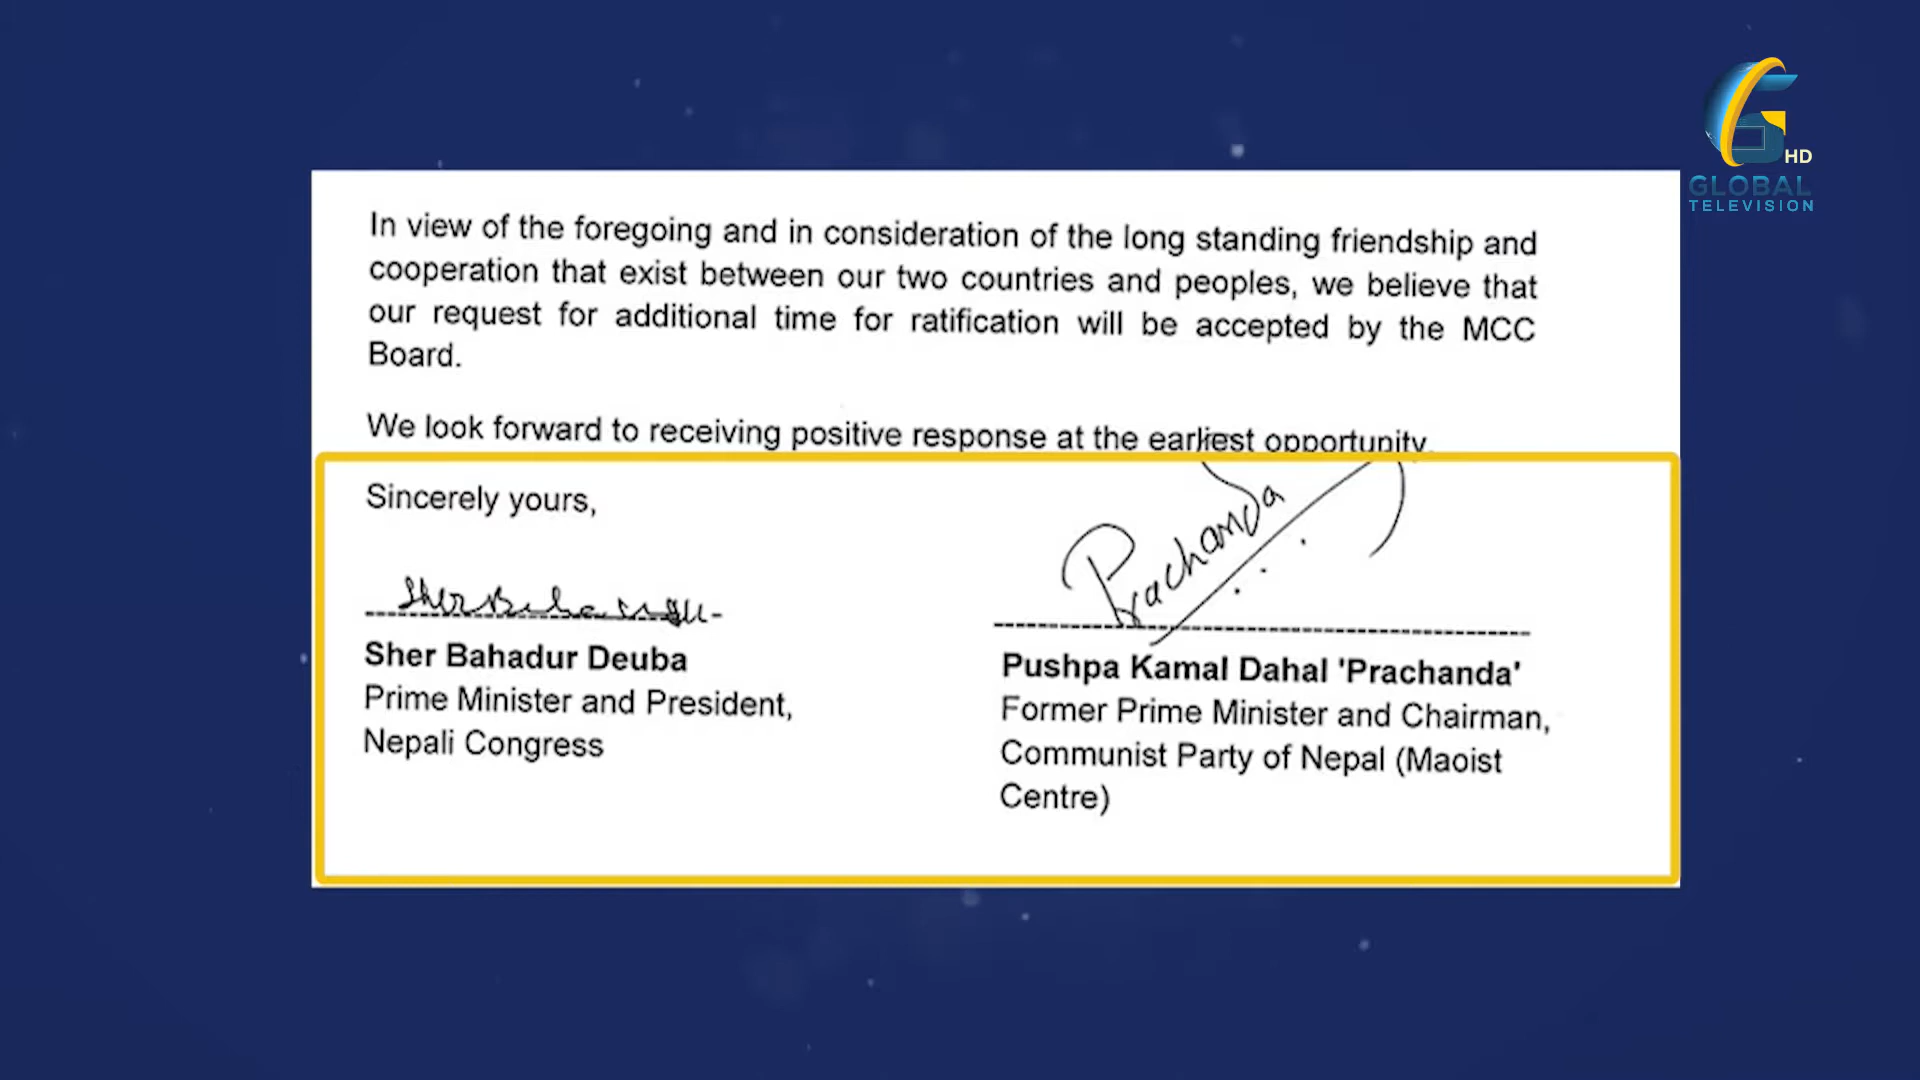 HD
GLOBAL
TELEVISION
In view of the foregoing and in consideration of the long standing friendship and
cooperation that exist between our two countries and peoples, we believe that
our request for additional time for ratification will be accepted by the MCC
Board.
We look forward to receiving positive response at the earliest opportunity.
Sincerely yours,
Prachanda
Sher Bahadur Deuba
Prime Minister and President,
Nepali Congress
Pushpa Kamal Dahal 'Prachanda'
Former Prime Minister and Chairman,
Communist Party of Nepal (Maoist
Centre)